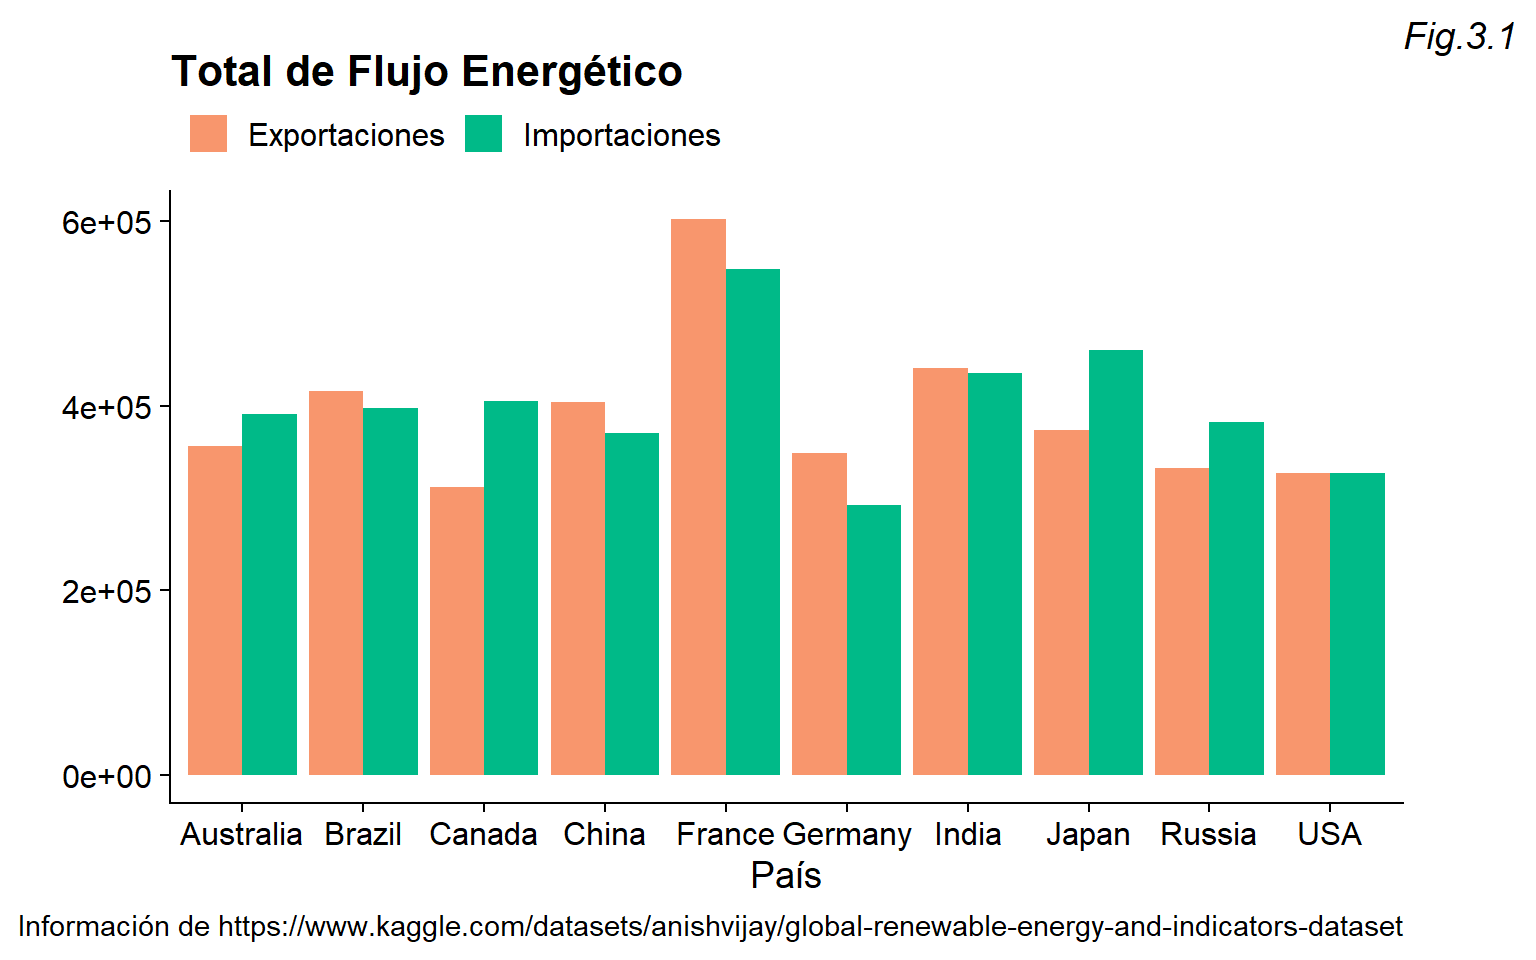 Fig.3.1
Total de Flujo Energético
Exportaciones Importaciones
6e+05
4e+05
2e+05
0e+00
Australia Brazil Canada China France Germany India Japan Russia USA
País
Información de https://www.kaggle.com/datasets/anishvijay/global-renewable-energy-and-indicators-dataset